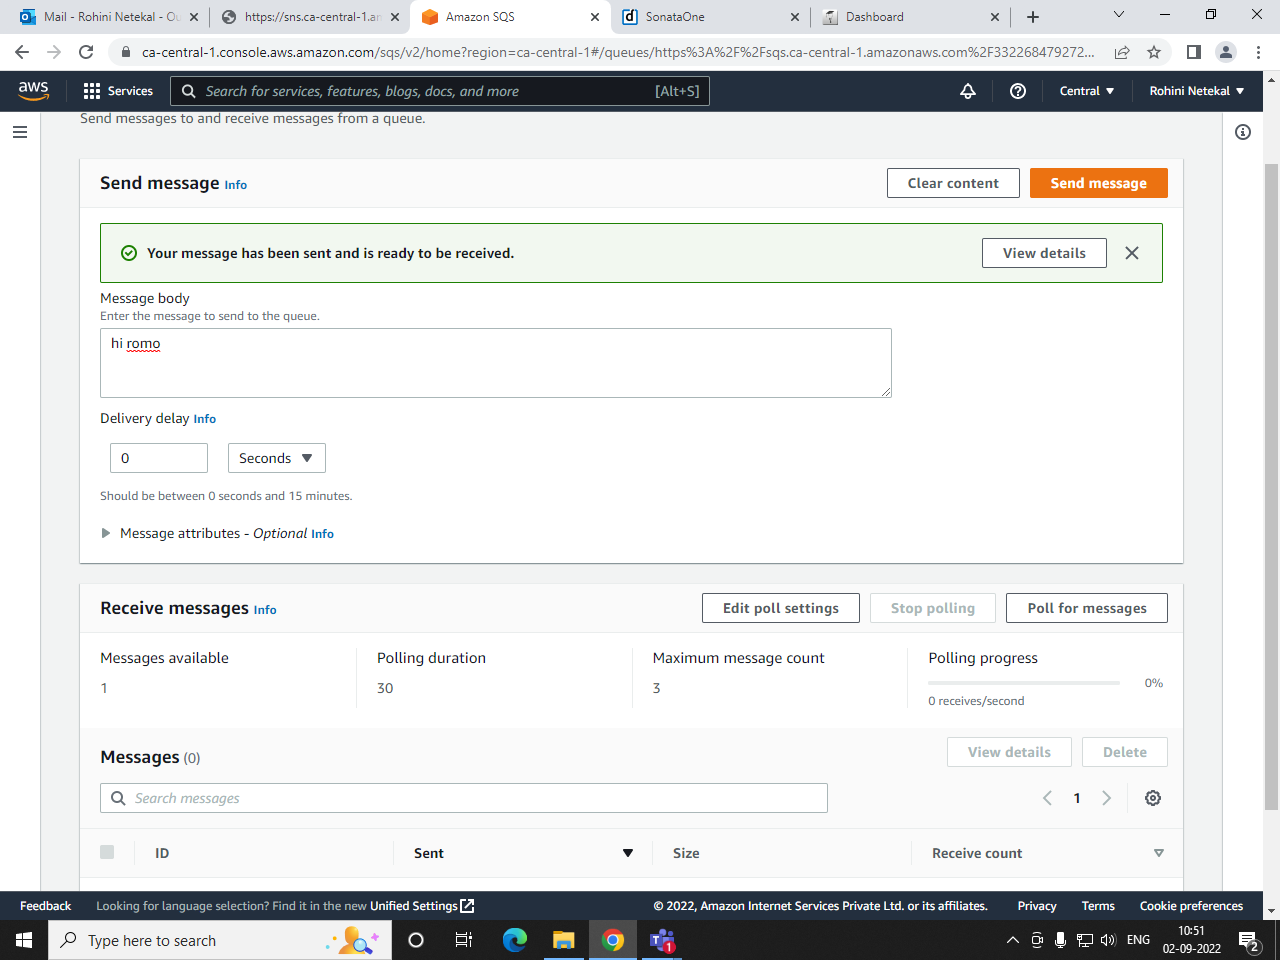 Mail - Rohini Netekal - Ou
https://sns.ca-central-1.an
Amazon SQS
SonataOne
Dashboard
ca-central-1.console.aws.amazon.com/sqs/v2/home?region=ca-central-1#/queues/https%3A%2F%2Fsqs.ca-central-1.amazonaws.com%2F332268479272...
aws
Services
Search for services, features, blogs, docs, and more
[Alt+S]
Central
Rohini Netekal
Send messages to and receive messages from a queue.
Send message Info
Clear content
Send message
Your message has been sent and is ready to be received.
View details
Message body
Enter the message to send to the queue.
hi romo
Delivery delay Info
0
Seconds
Should be between 0 seconds and 15 minutes.
Message attributes - Optional Info
Receive messages Info
Edit poll settings
Stop polling
Poll for messages
Messages available
Polling duration
Maximum message count
Polling progress
1
30
3
0%
0 receives/second
Messages (0)
View details
Delete
Search messages
1
ID
Sent
Size
Receive count
Feedback
Looking for language selection? Find it in the new Unified Settings
© 2022, Amazon Internet Services Private Ltd. or its affiliates.
Privacy
Terms
Cookie preferences
Type here to search
1
ENG
10:51
02-09-2022
2